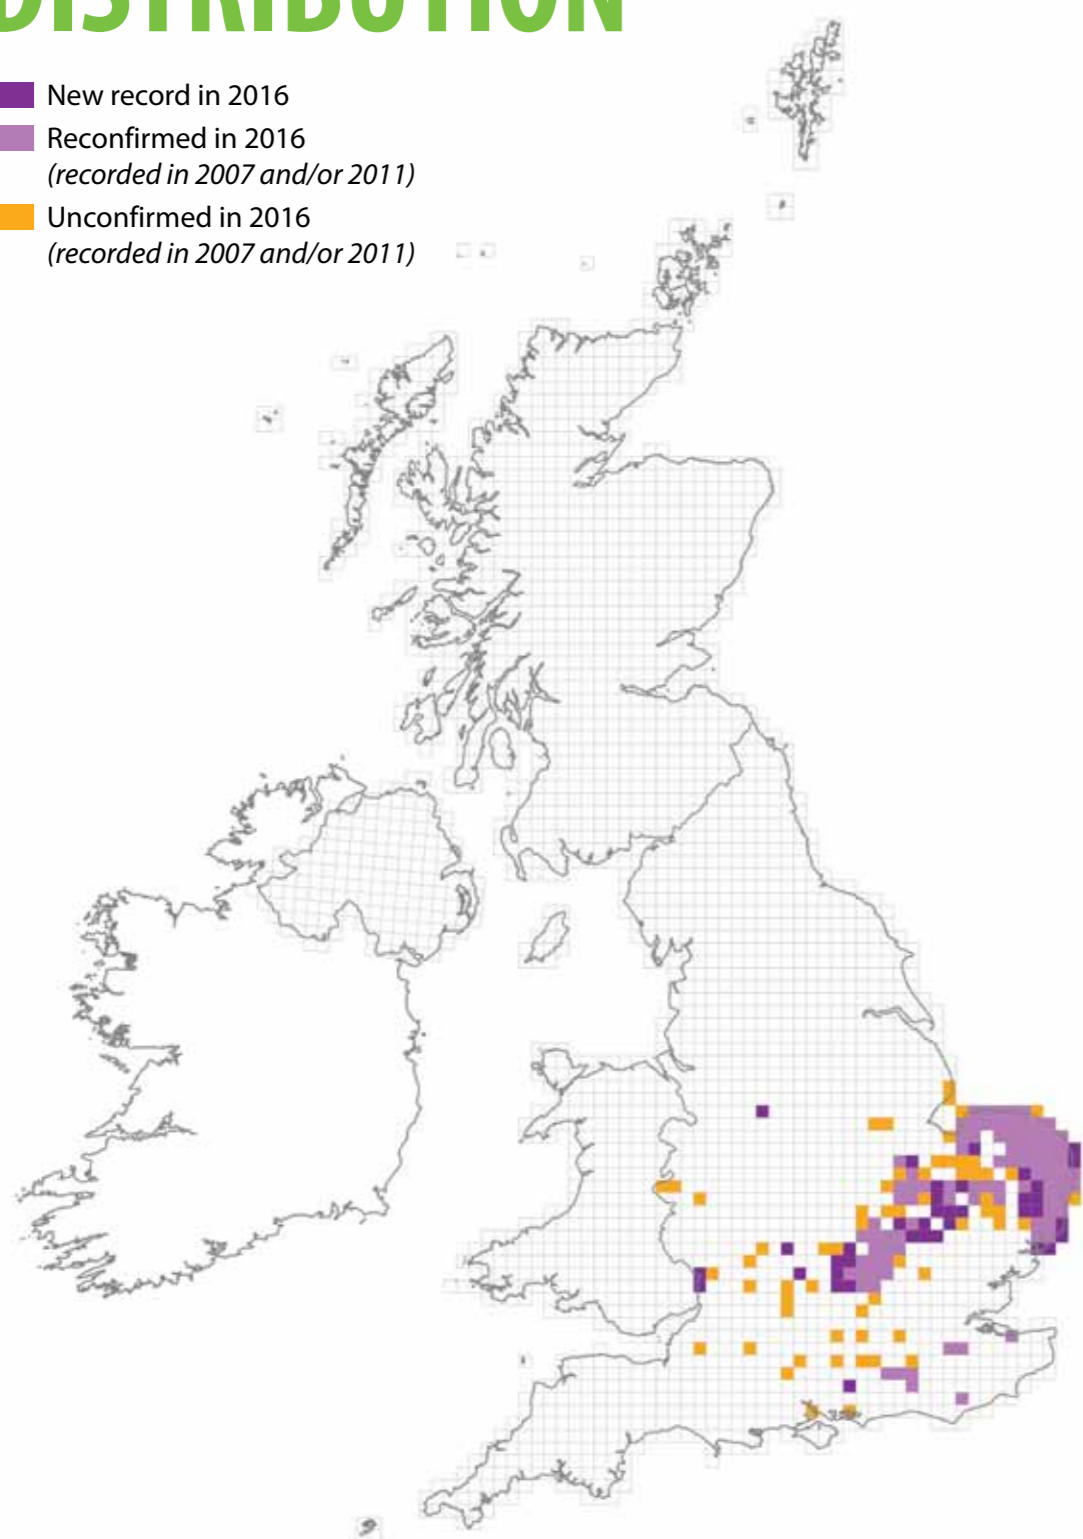 DISTRIBUTION
New record in 2016
Reconfirmed in 2016
(recorded in 2007 and/or 2011)
Unconfirmed in 2016
(recorded in 2007 and/or 2011)